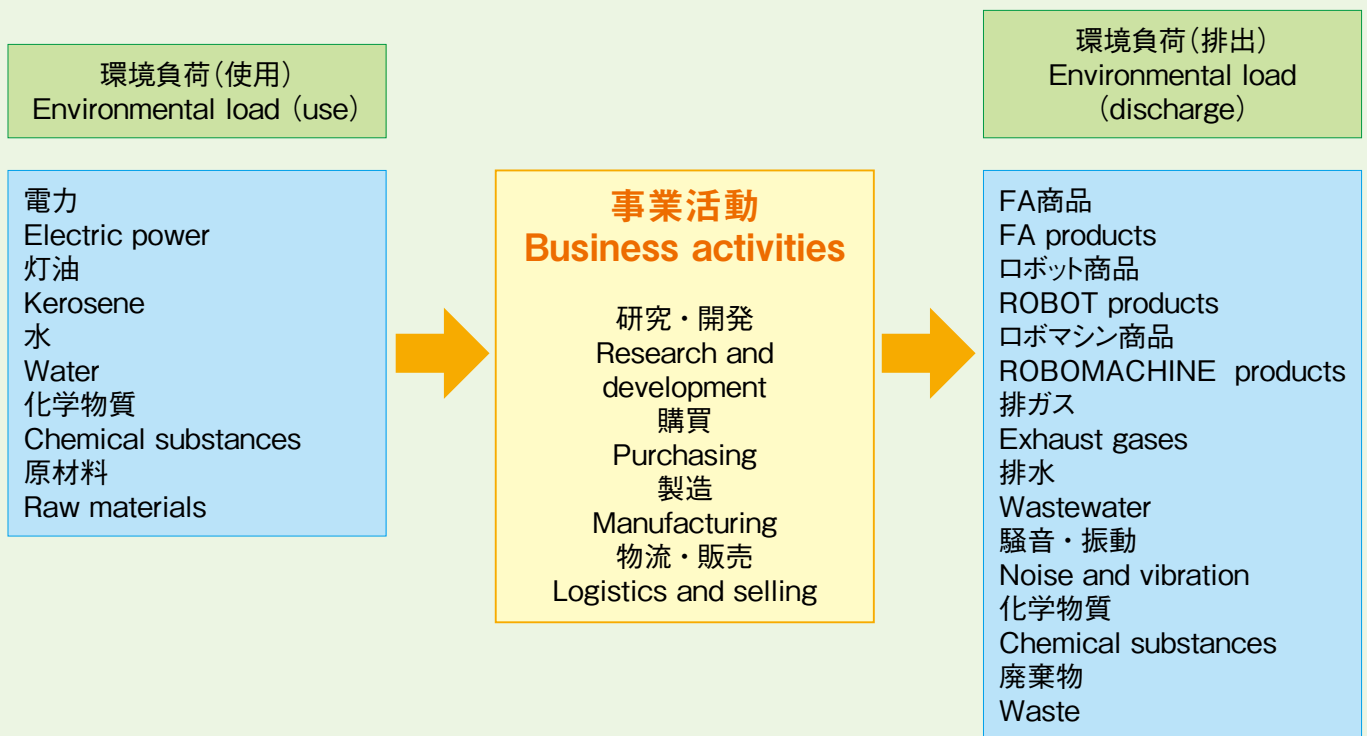 環境負荷(使用)
Environmental load (use)
電力
Electric power
灯油
Kerosene
水
Water
化学物質
Chemical substances
原材料
Raw materials
事業活動
Business activities
研究・開発
Research and
development
購買
Purchasing
製造
Manufacturing
物流・販売
Logistics and selling
環境負荷(排出)
Environmental load
(discharge)
FA商品
FA products
ロボット商品
ROBOT products
ロボマシン商品
ROBOMACHINE products
排ガス
Exhaust gases
排水
Wastewater
騒音・振動
Noise and vibration
化学物質
Chemical substances
廃棄物
Waste